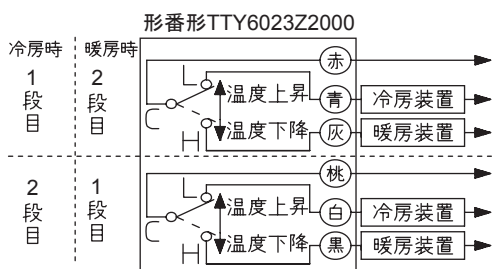 形番形TTY6023Z2000
冷房時 暖房時
赤
1段目 2段目
L
温度上昇 青 冷房装置
C
温度下降 灰 暖房装置
H
桃
2段目 1段目
L
温度上昇 白 冷房装置
C
温度下降 黒 暖房装置
H